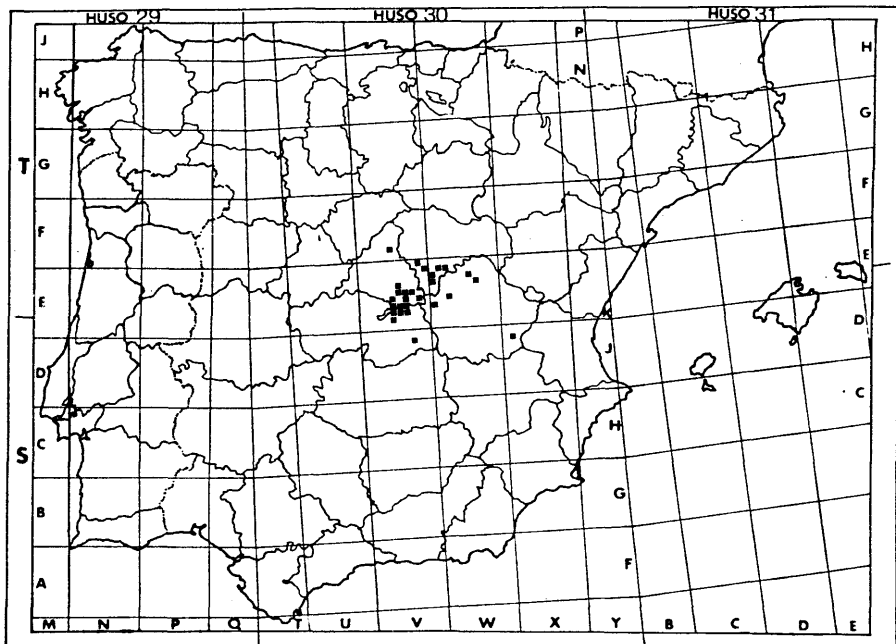 HUSO 29 HUSO 30 HUSO 31
J P H
N
H G
T G F
F E
E K D
J
D C
S C H
B G
A F
M N P Q T U V W X Y B C D E